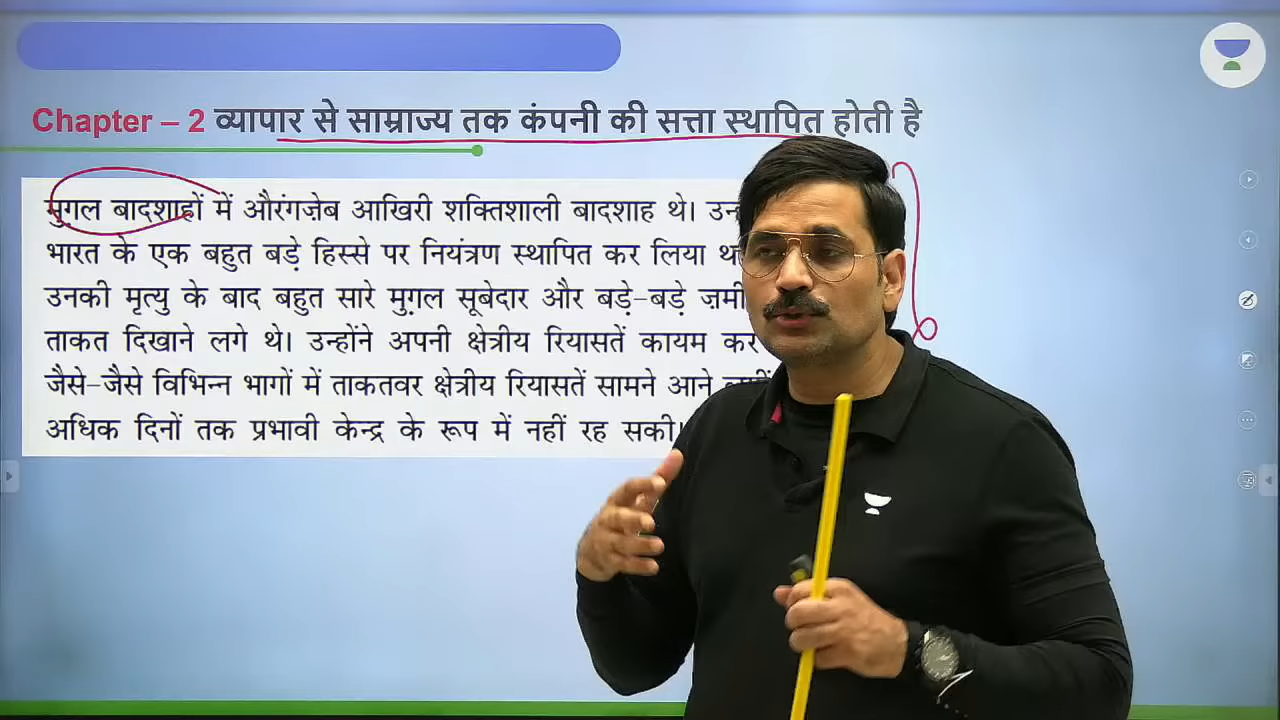 Chapter – 2 व्यापार से साम्राज्य तक कंपनी की सत्ता स्थापित होती है
मुग़ल बादशाहों में औरंगज़ेब आखिरी शक्तिशाली बादशाह थे।
भारत के एक बहुत बड़े हिस्से पर नियंत्रण स्थापित कर लिया
उनकी मृत्यु के बाद बहुत सारे मुग़ल सूबेदार और बड़े-बड़े
ताकत दिखाने लगे थे। उन्होंने अपनी क्षेत्रीय रियासतें कायम कर
जैसे-जैसे विभिन्न भागों में ताकतवर क्षेत्रीय रियासतें सामने आने
अधिक दिनों तक प्रभावी केन्द्र के रूप में नहीं रह सकी।